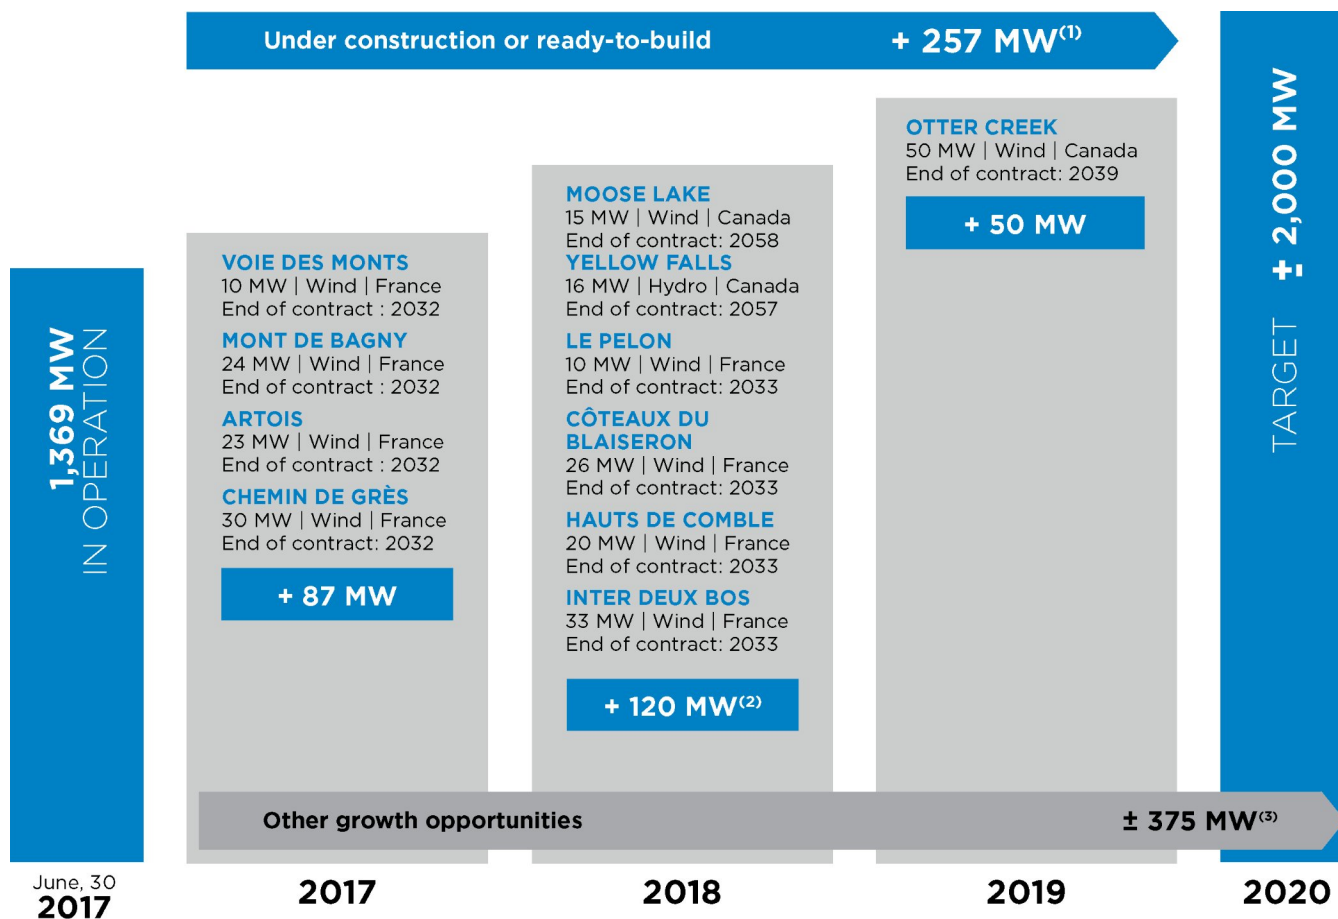 Under construction or ready-to-build + 257 MW(1)
1,369 MW
IN OPERATION
June, 30
2017
VOIE DES MONTS
10 MW | Wind | France
End of contract : 2032
MONT DE BAGNY
24 MW | Wind | France
End of contract : 2032
ARTOIS
23 MW | Wind | France
End of contract : 2032
CHEMIN DE GRÈS
30 MW | Wind | France
End of contract: 2032
+ 87 MW
2017
MOOSE LAKE
15 MW | Wind | Canada
End of contract: 2058
YELLOW FALLS
16 MW | Hydro | Canada
End of contract: 2057
LE PELON
10 MW | Wind | France
End of contract: 2033
CÔTEAUX DU
BLAISERON
26 MW | Wind | France
End of contract: 2033
HAUTS DE COMBLE
20 MW | Wind | France
End of contract: 2033
INTER DEUX BOS
33 MW | Wind | France
End of contract: 2033
+ 120 MW(2)
2018
OTTER CREEK
50 MW | Wind | Canada
End of contract: 2039
+ 50 MW
2019
TARGET ± 2,000 MW
2020
Other growth opportunities ± 375 MW(3)